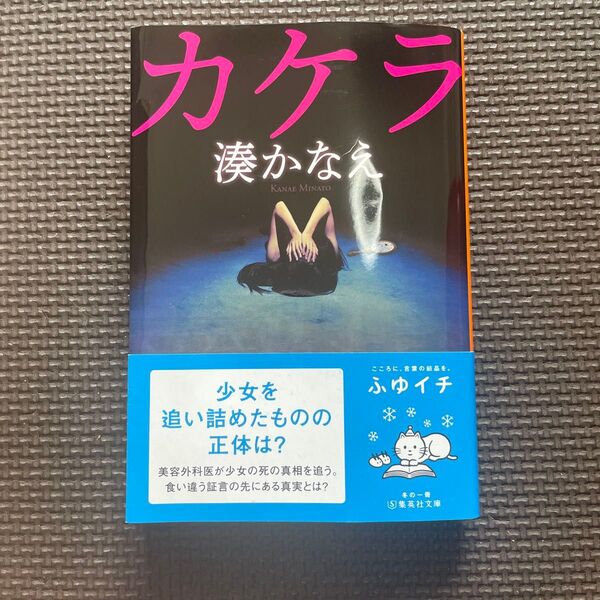 カケラ
湊かなえ
KANAE MINATO
少女を
追い詰めたものの
正体は?
美容外科医が少女の死の真相を追う。
食い違う証言の先にある真実とは?
こころに、言葉の結晶を。
ふゆイチ
冬の一冊
S集英社文庫